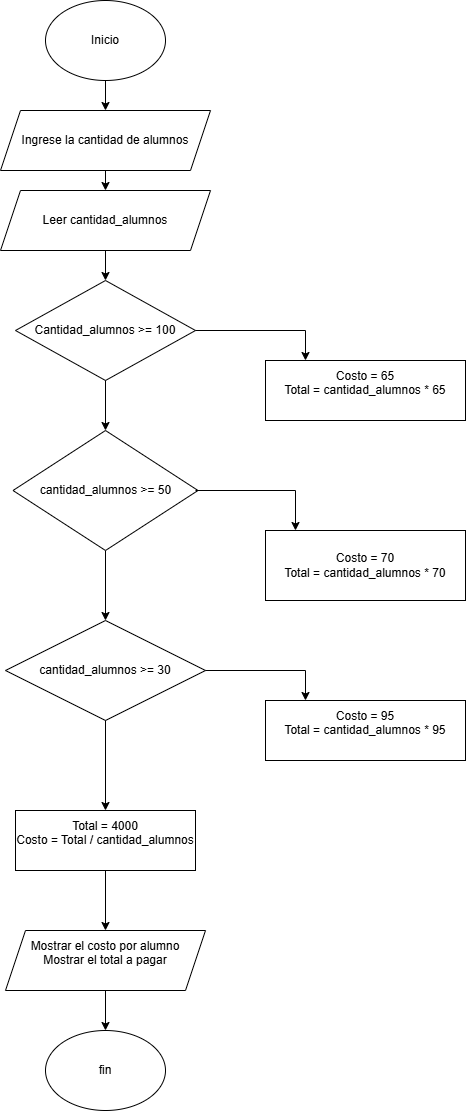 Inicio
Ingrese la cantidad de alumnos
Leer cantidad_alumnos
Cantidad_alumnos >= 100
Costo = 65
Total = cantidad_alumnos * 65
cantidad_alumnos >= 50
Costo = 70
Total = cantidad_alumnos * 70
cantidad_alumnos >= 30
Costo = 95
Total = cantidad_alumnos * 95
Total = 4000
Costo = Total / cantidad_alumnos
Mostrar el costo por alumno
Mostrar el total a pagar
fin